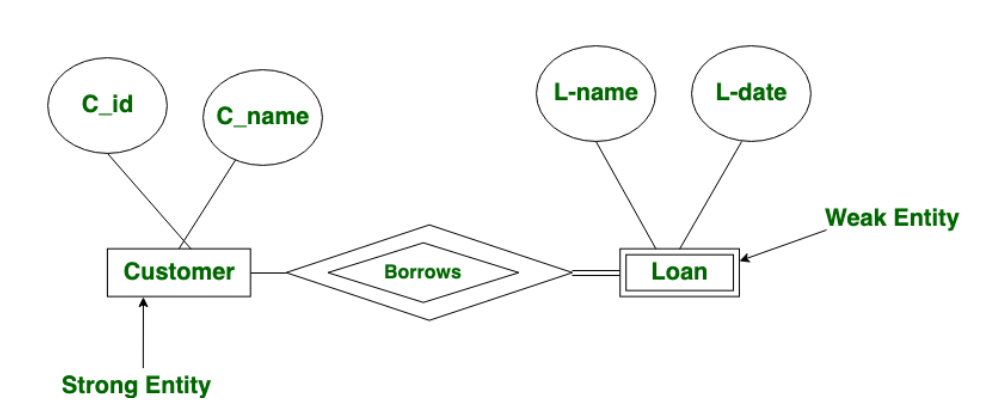 C_id
C_name
L-name
L-date
Weak Entity
Customer
Borrows
Loan
Strong Entity